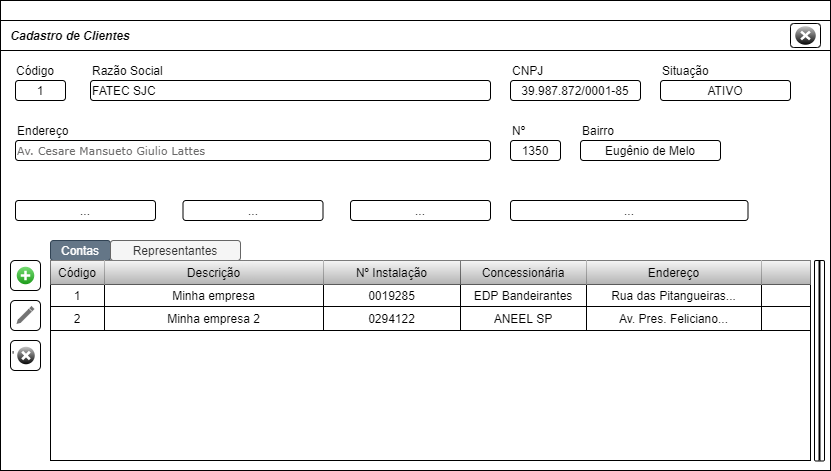 Cadastro de Clientes
Código Razão Social CNPJ Situação
1 FATEC SJC 39.987.872/0001-85 ATIVO
Endereço Nº Bairro
Av. Cesare Mansueto Giulio Lattes 1350 Eugênio de Melo
... ... ... ...
Contas Representantes
Código Descrição Nº Instalação Concessionária Endereço
1 Minha empresa 0019285 EDP Bandeirantes Rua das Pitangueiras...
2 Minha empresa 2 0294122 ANEEL SP Av. Pres. Feliciano...